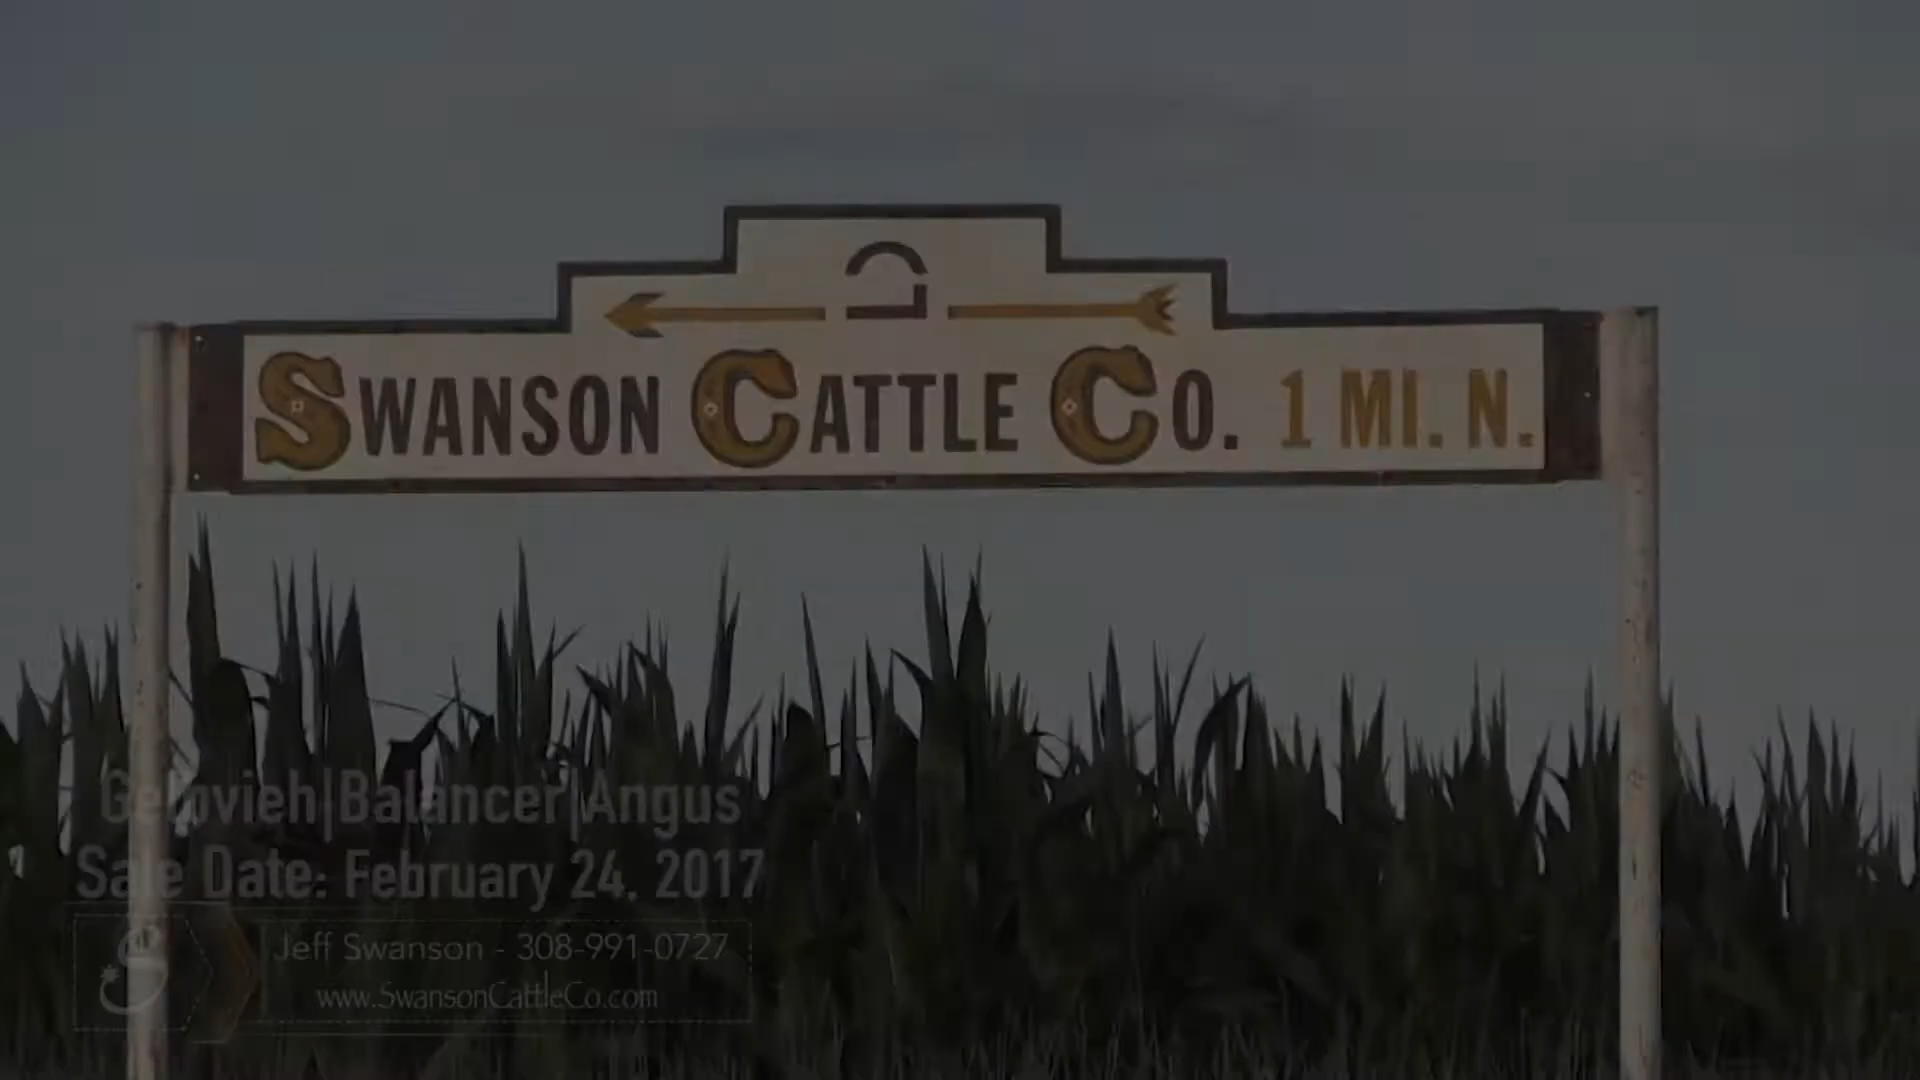 SWANSON CATTLE CO. 1 MI. N.
Gelbvieh|Balancer|Angus
Sale Date: February 24, 2017
Jeff Swanson - 308-991-0727
www.SwansonCattleCo.com